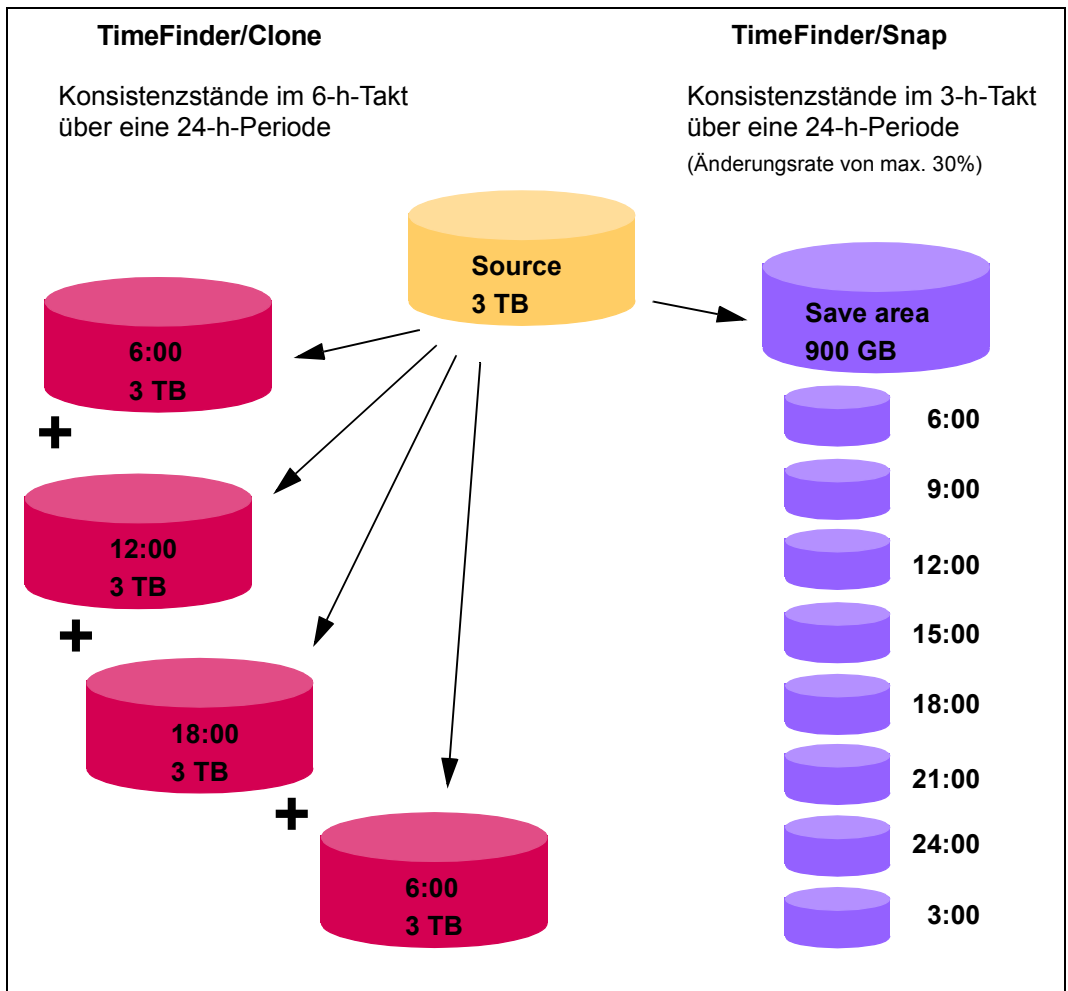 TimeFinder/Clone
Konsistenzstände im 6-h-Takt
über eine 24-h-Periode
TimeFinder/Snap
Konsistenzstände im 3-h-Takt
über eine 24-h-Periode
(Änderungsrate von max. 30%)
Source
3 TB
6:00
3 TB
+
12:00
3 TB
+
18:00
3 TB
+
6:00
3 TB
Save area
900 GB
6:00
9:00
12:00
15:00
18:00
21:00
24:00
3:00